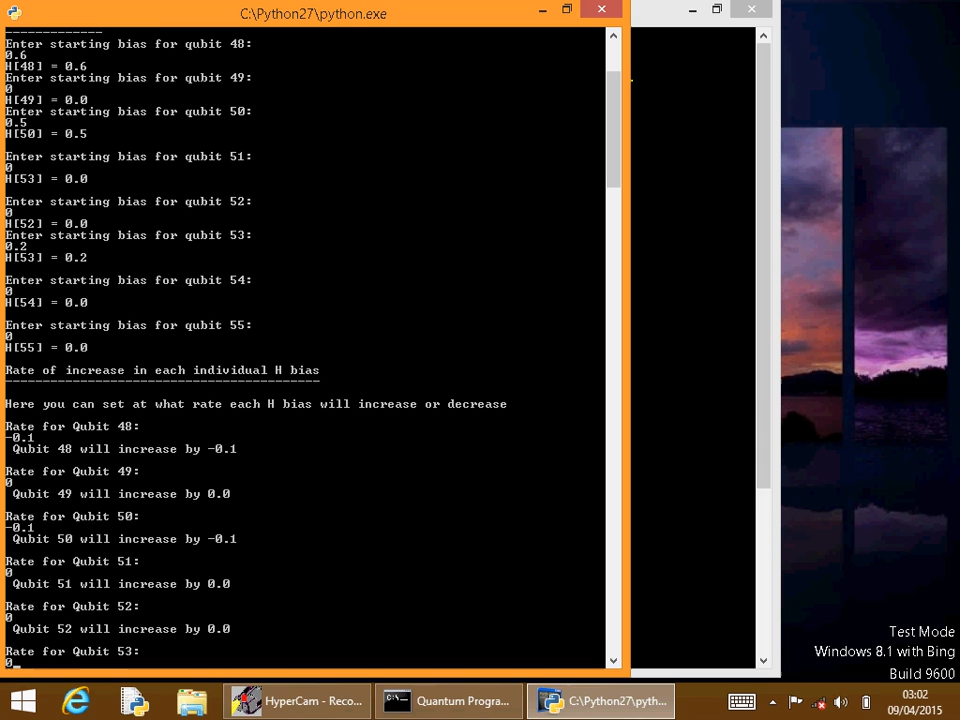 C:\Python27\python.exe
-------------
Enter starting bias for qubit 48:
0.6
H[48] = 0.6
Enter starting bias for qubit 49:
0
H[49] = 0.0
Enter starting bias for qubit 50:
0.5
H[50] = 0.5
Enter starting bias for qubit 51:
0
H[53] = 0.0
Enter starting bias for qubit 52:
0
H[52] = 0.0
Enter starting bias for qubit 53:
0.2
H[53] = 0.2
Enter starting bias for qubit 54:
0
H[54] = 0.0
Enter starting bias for qubit 55:
0
H[55] = 0.0
Rate of increase in each individual H bias
------------------------------------------
Here you can set at what rate each H bias will increase or decrease
Rate for Qubit 48:
-0.1
Qubit 48 will increase by -0.1
Rate for Qubit 49:
0
Qubit 49 will increase by 0.0
Rate for Qubit 50:
-0.1
Qubit 50 will increase by -0.1
Rate for Qubit 51:
0
Qubit 51 will increase by 0.0
Rate for Qubit 52:
0
Qubit 52 will increase by 0.0
Rate for Qubit 53:
0
Test Mode
Windows 8.1 with Bing
Build 9600
HyperCam - Reco...
Quantum Progra...
C:\Python27\pyth...
03:02
09/04/2015